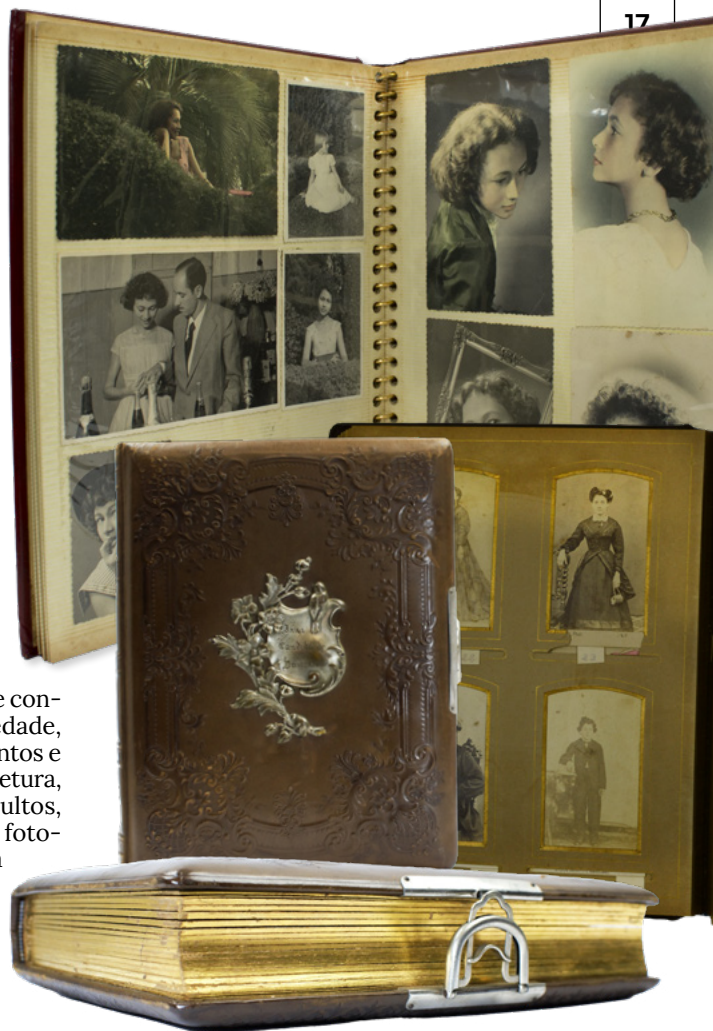 17
e con-
edade,
ntos e
etura,
ultos,
foto-